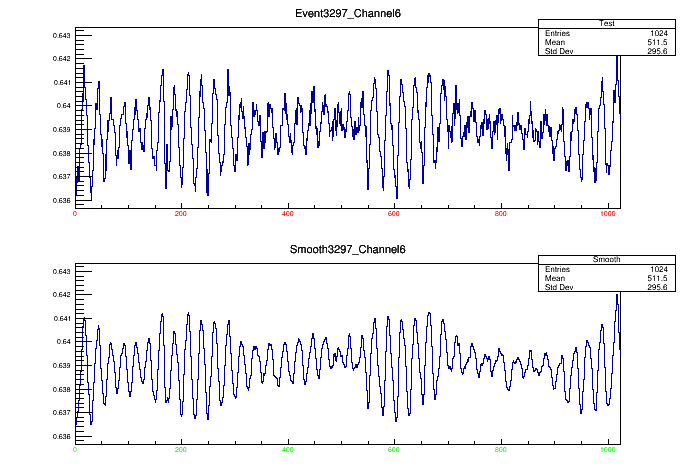 Event3297_Channel6
Test
Entries 1024
Mean 511.5
Std Dev 295.6
0.643
0.642
0.641
0.64
0.639
0.638
0.637
0.636
0 200 400 600 800 1000
Smooth3297_Channel6
Smooth
Entries 1024
Mean 511.5
Std Dev 295.6
0.643
0.642
0.641
0.64
0.639
0.638
0.637
0.636
0 200 400 600 800 1000